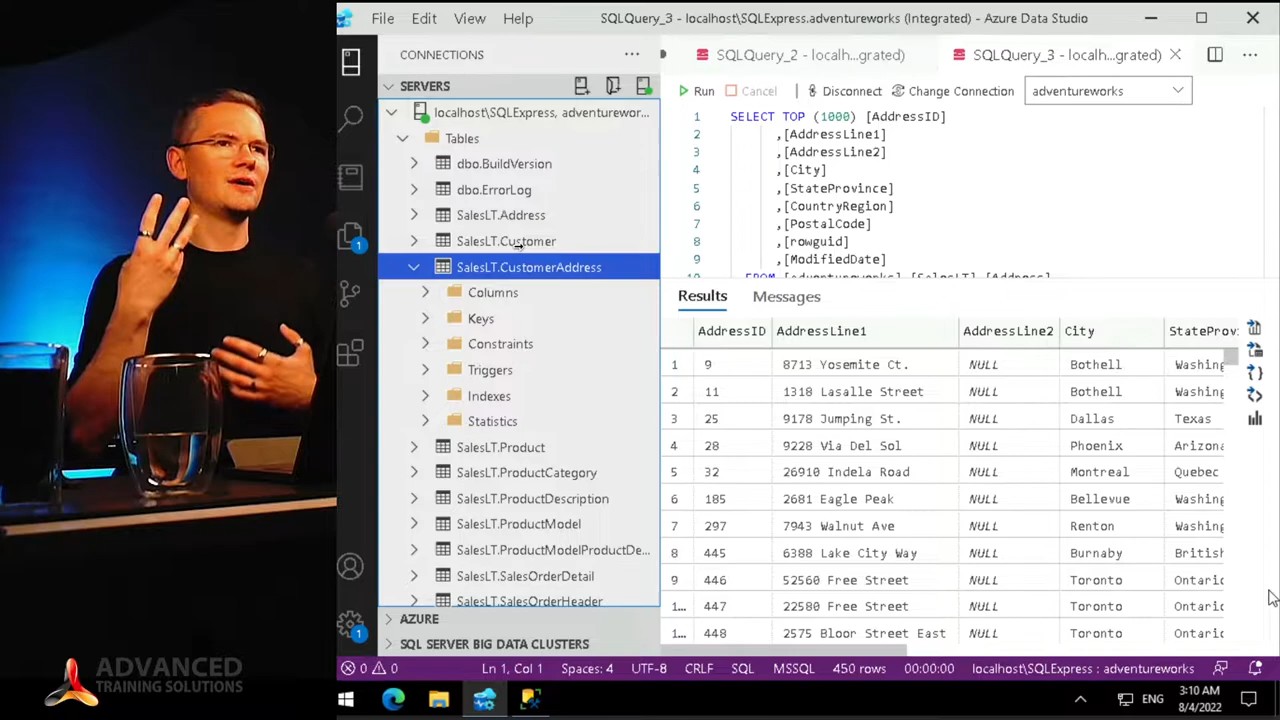 File Edit View Help
SQLQuery_3 - localhost\SQLExpress.adventureworks (Integrated) - Azure Data Studio
CONNECTIONS
SERVERS
localhost\SQLExpress, adventurewor...
Tables
dbo.BuildVersion
dbo.ErrorLog
SalesLT.Address
SalesLT.Customer
SalesLT.CustomerAddress
Columns
Keys
Constraints
Triggers
Indexes
Statistics
SalesLT.Product
SalesLT.ProductCategory
SalesLT.ProductDescription
SalesLT.ProductModel
SalesLT.ProductModelProductDe...
SalesLT.SalesOrderDetail
SalesLT.SalesOrderHeader
AZURE
SQL SERVER BIG DATA CLUSTERS
1
1
SQLQuery_2 - localh...grated)
SQLQuery_3 - localh...grated)
Run Cancel Disconnect Change Connection adventureworks
1 SELECT TOP (1000) [AddressID]
2 ,[AddressLine1]
3 ,[AddressLine2]
4 ,[City]
5 ,[StateProvince]
6 ,[CountryRegion]
7 ,[PostalCode]
8 ,[rowguid]
9 ,[ModifiedDate]
10 FROM [adventureworks].[SalesLT].[Address]
Results Messages
AddressID AddressLine1 AddressLine2 City StateProv
1 9 8713 Yosemite Ct. NULL Bothell Washing
2 11 1318 Lasalle Street NULL Bothell Washing
3 25 9178 Jumping St. NULL Dallas Texas
4 28 9228 Via Del Sol NULL Phoenix Arizona
5 32 26910 Indela Road NULL Montreal Quebec
6 185 2681 Eagle Peak NULL Bellevue Washing
7 297 7943 Walnut Ave NULL Renton Washing
8 445 6388 Lake City Way NULL Burnaby British
9 446 52560 Free Street NULL Toronto Ontario
1... 447 22580 Free Street NULL Toronto Ontario
1... 448 2575 Bloor Street East NULL Toronto Ontario
0 0 Ln 1, Col 1 Spaces: 4 UTF-8 CRLF SQL MSSQL 450 rows 00:00:00 localhost\SQLExpress : adventureworks
ENG
3:10 AM
8/4/2022
ADVANCED
TRAINING SOLUTIONS